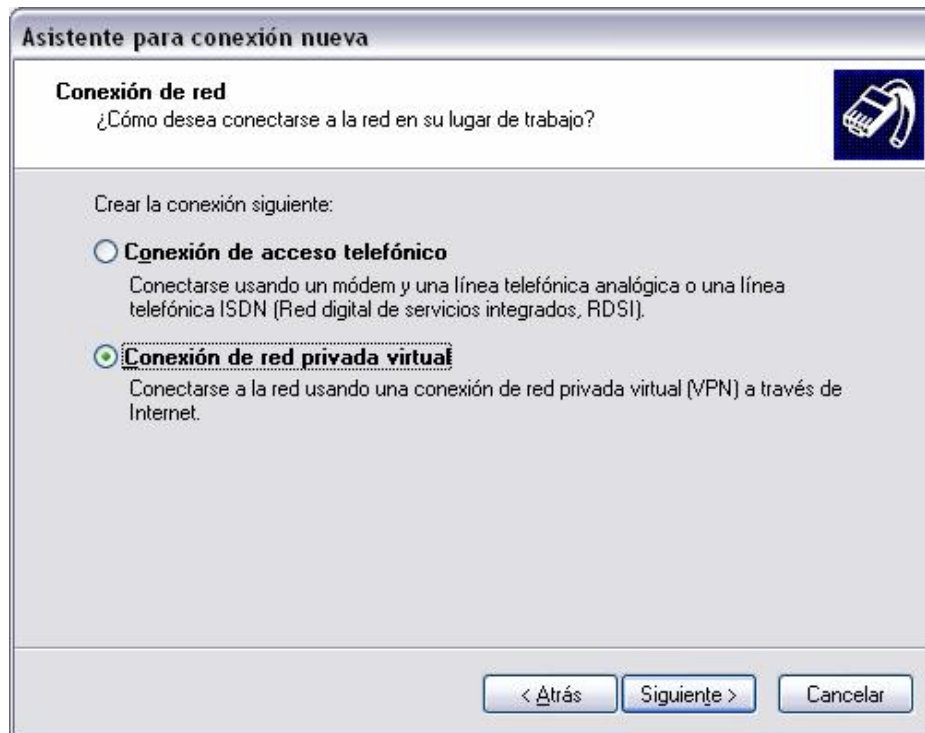 Asistente para conexión nueva
Conexión de red
¿Cómo desea conectarse a la red en su lugar de trabajo?
Crear la conexión siguiente:
Conexión de acceso telefónico
Conectarse usando un módem y una línea telefónica analógica o una línea
telefónica ISDN (Red digital de servicios integrados, RDSI).
Conexión de red privada virtual
Conectarse a la red usando una conexión de red privada virtual (VPN) a través de
Internet.
< Atrás Siguiente > Cancelar